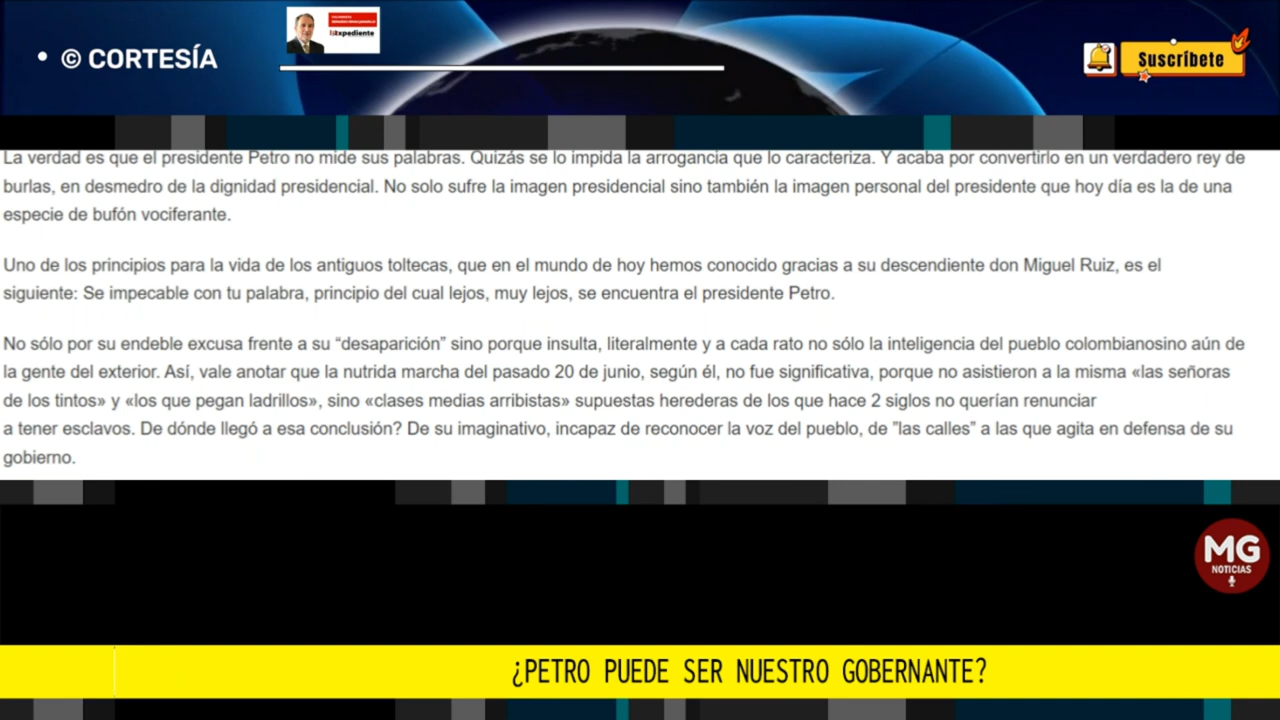 • © CORTESÍA
Expediente
Suscríbete
La verdad es que el presidente Petro no mide sus palabras. Quizás se lo impida la arrogancia que lo caracteriza. Y acaba por convertirlo en un verdadero rey de
burlas, en desmedro de la dignidad presidencial. No solo sufre la imagen presidencial sino también la imagen personal del presidente que hoy día es la de una
especie de bufón vociferante.
Uno de los principios para la vida de los antiguos toltecas, que en el mundo de hoy hemos conocido gracias a su descendiente don Miguel Ruiz, es el
siguiente: Se impecable con tu palabra, principio del cual lejos, muy lejos, se encuentra el presidente Petro.
No sólo por su endeble excusa frente a su “desaparición” sino porque insulta, literalmente y a cada rato no sólo la inteligencia del pueblo colombianosino aún de
la gente del exterior. Así, vale anotar que la nutrida marcha del pasado 20 de junio, según él, no fue significativa, porque no asistieron a la misma «las señoras
de los tintos» y «los que pegan ladrillos», sino «clases medias arribistas» supuestas herederas de los que hace 2 siglos no querían renunciar
a tener esclavos. De dónde llegó a esa conclusión? De su imaginativo, incapaz de reconocer la voz del pueblo, de ”las calles” a las que agita en defensa de su
gobierno.
MG
NOTICIAS
¿PETRO PUEDE SER NUESTRO GOBERNANTE?